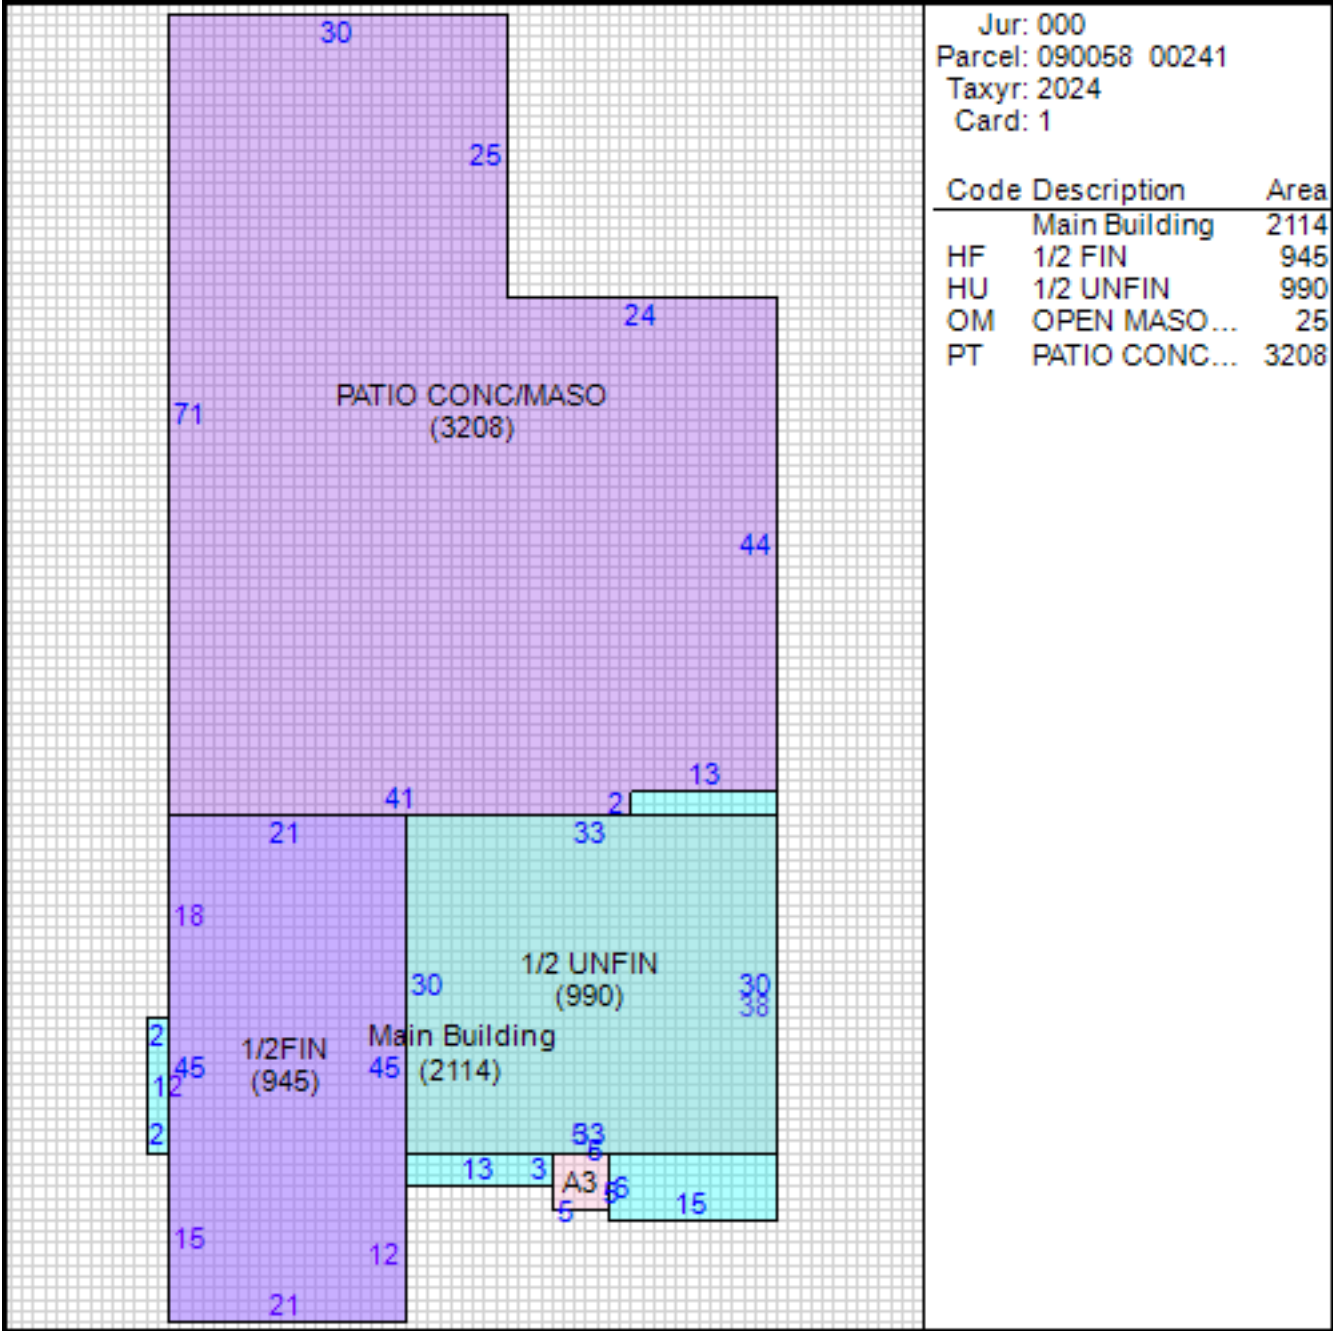 Jur: 000
Parcel: 090058 00241
Taxyr: 2024
Card: 1
Code Description Area
Main Building 2114
HF 1/2 FIN 945
HU 1/2 UNFIN 990
OM OPEN MASO... 25
PT PATIO CONC... 3208
30
25
24
PATIO CONC/MASO
(3208)
71
44
13
41
2
21
33
18
1/2 UNFIN
(990)
30
30
38
2
Main Building
(2114)
1/2FIN
(945)
45
45
12
2
33
5
13
3
A3
5
6
5
15
15
12
21